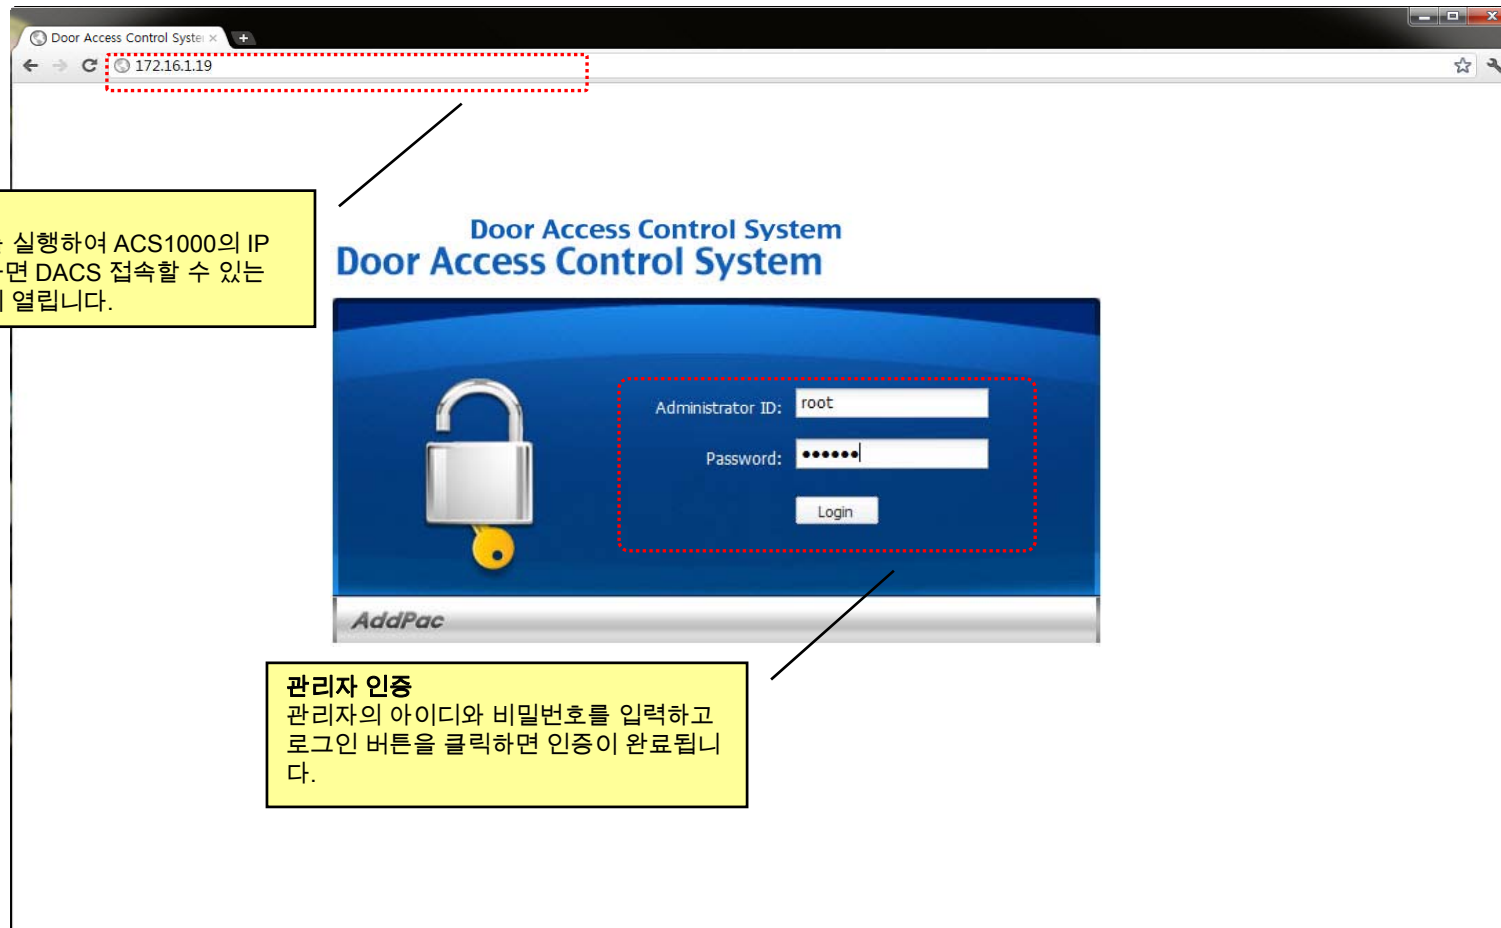 Door Access Control Syste
172.16.1.19
실행하여 ACS1000의 IP
면 DACS 접속할 수 있는
열립니다.
Door Access Control System
Door Access Control System
Administrator ID: root
Password: ••••••
Login
AddPac
관리자 인증
관리자의 아이디와 비밀번호를 입력하고
로그인 버튼을 클릭하면 인증이 완료됩니
다.